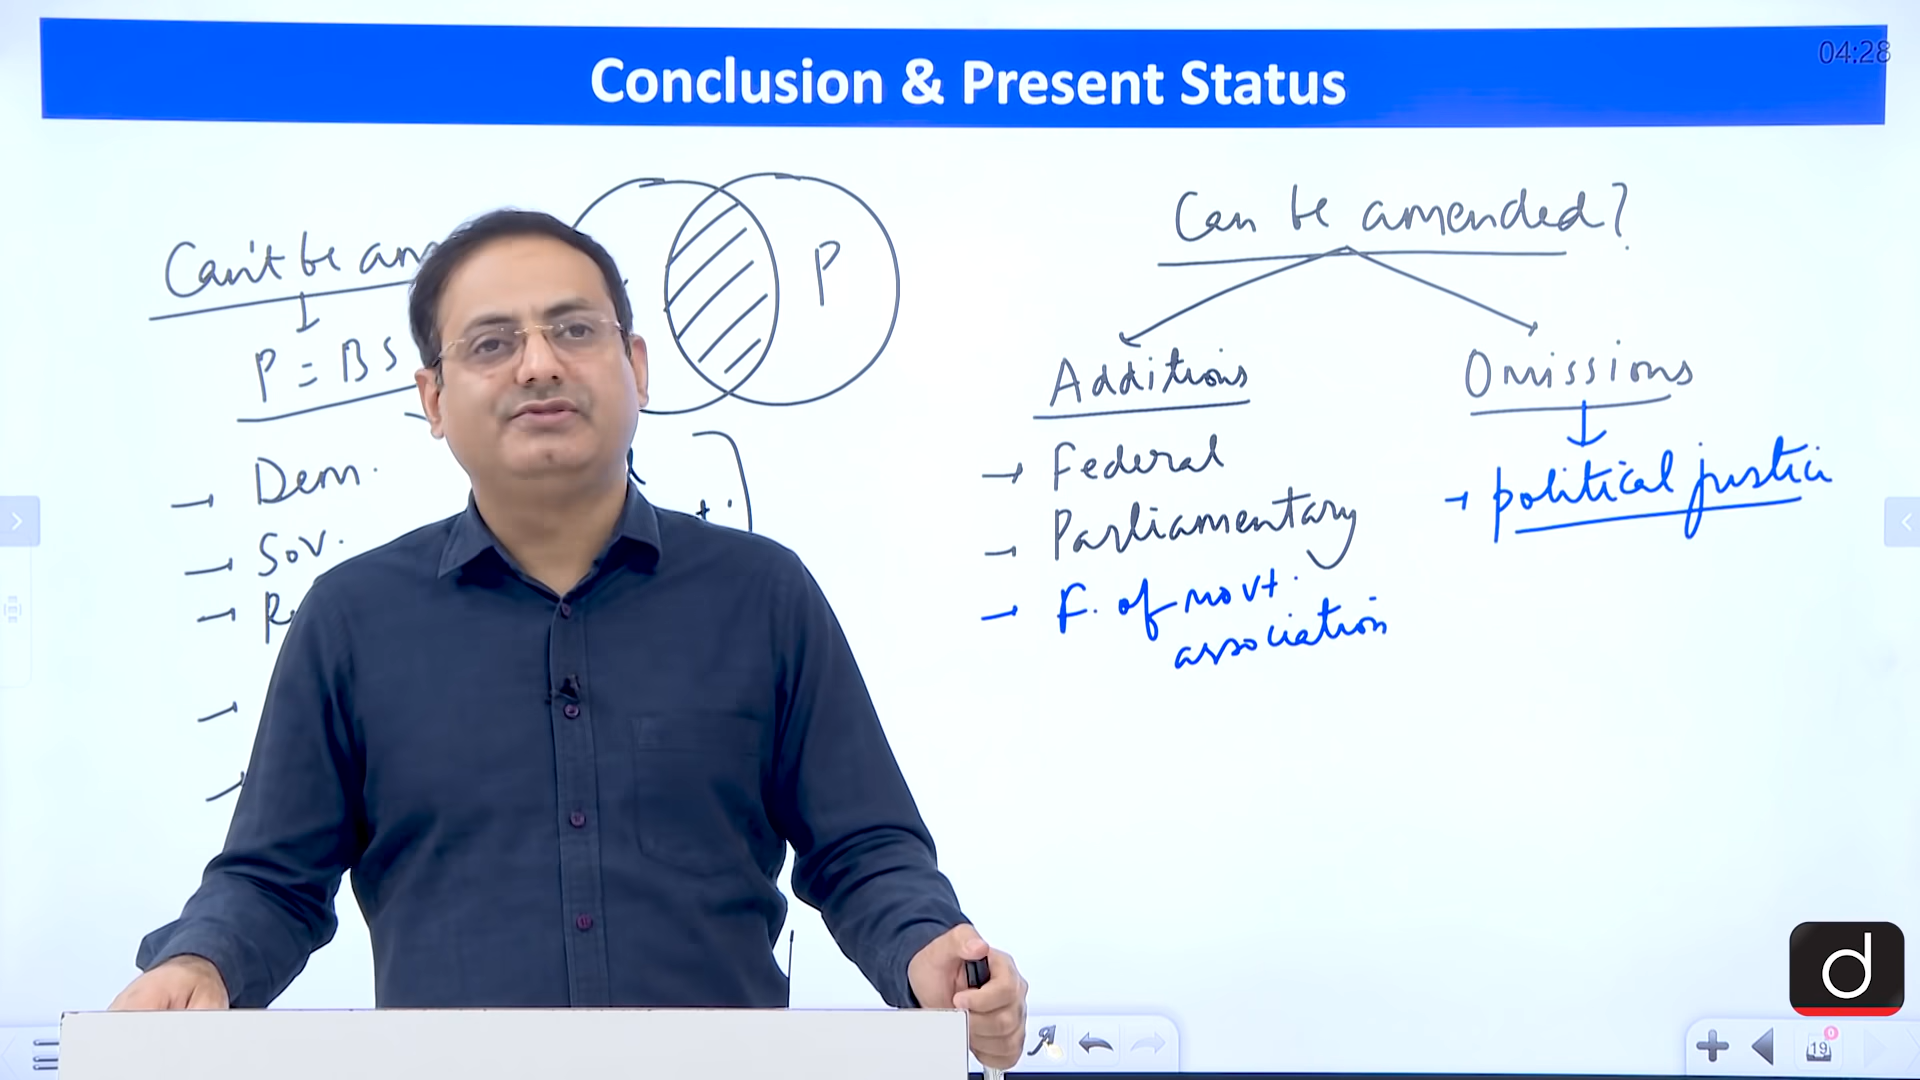 Conclusion & Present Status
04:28
Can't be
P = BS
→ Dem.
→ Sov.
→
→
→
P
Can be amended?
Additions
→ Federal
→ Parliamentary
→ F. of movt.
association
Omissions
→ political justice
19
0
d